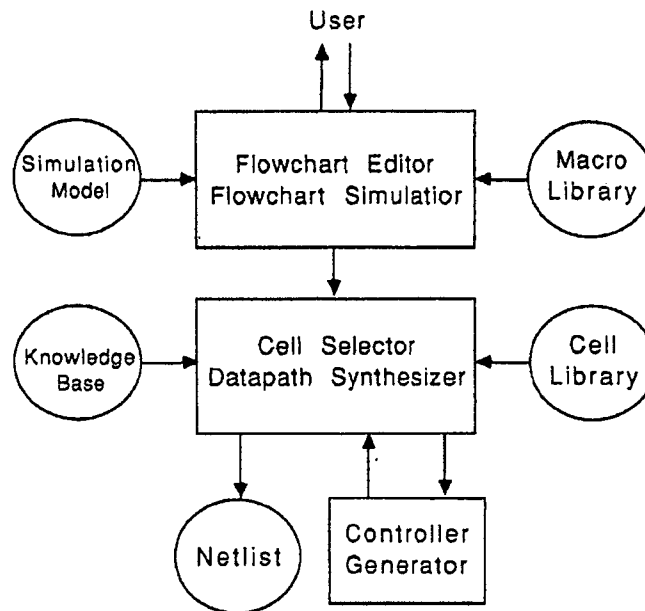 User
Simulation
Model
Flowchart Editor
Flowchart Simulatior
Macro
Library
Knowledge
Base
Cell Selector
Datapath Synthesizer
Cell
Library
Netlist
Controller
Generator